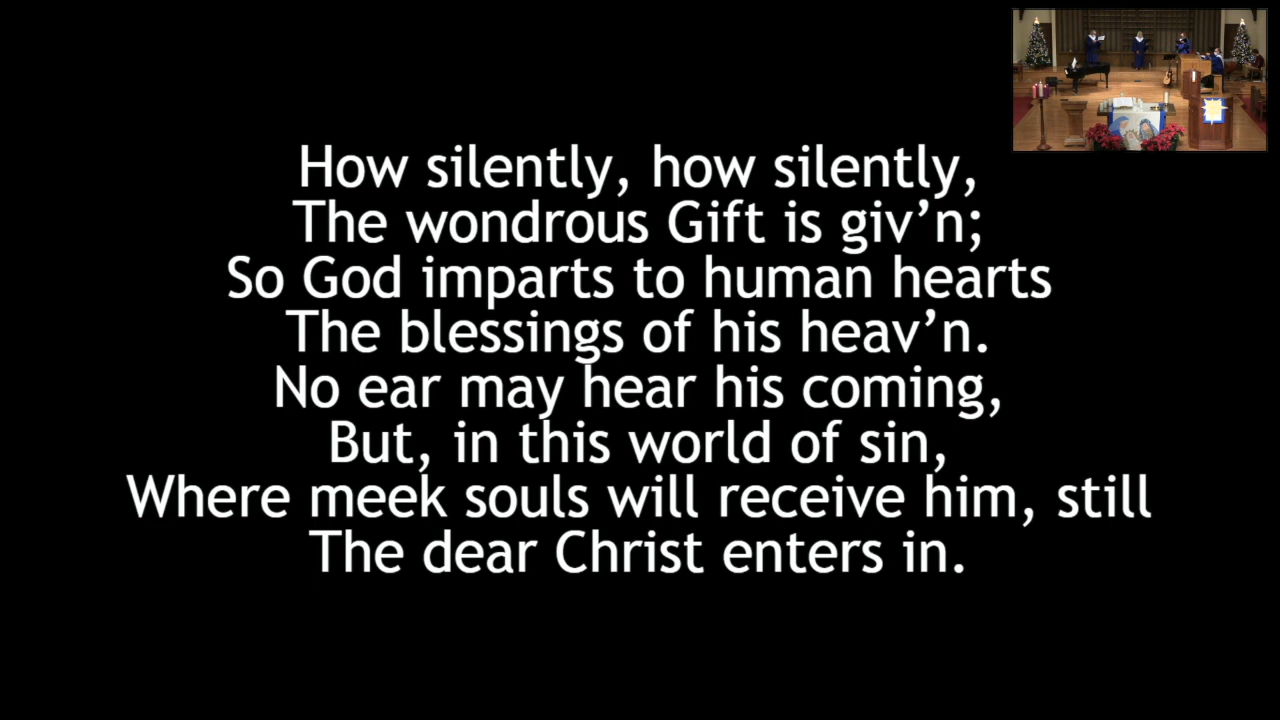 How silently, how silently,
The wondrous Gift is giv’n;
So God imparts to human hearts
The blessings of his heav’n.
No ear may hear his coming,
But, in this world of sin,
Where meek souls will receive him, still
The dear Christ enters in.